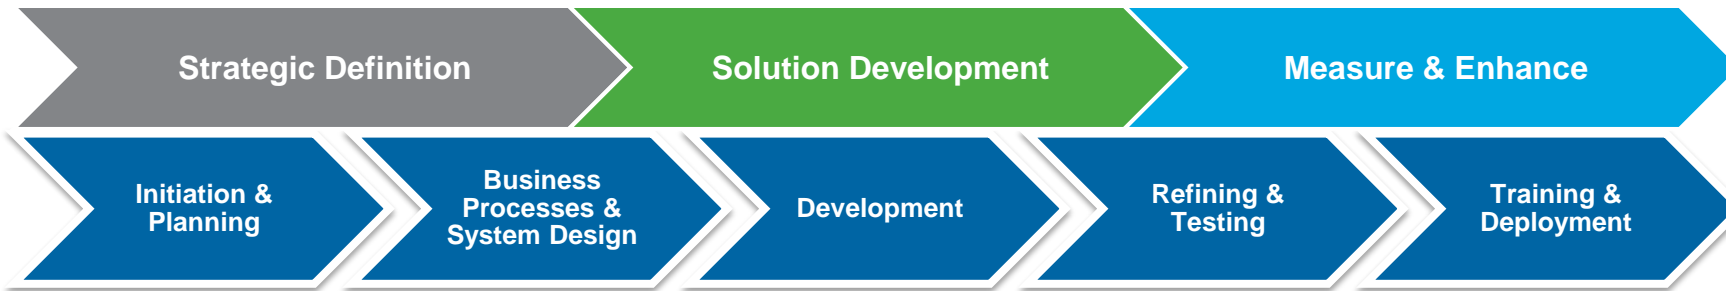 Strategic Definition
Solution Development
Measure & Enhance
Initiation &
Planning
Business
Processes &
System Design
Development
Refining &
Testing
Training &
Deployment